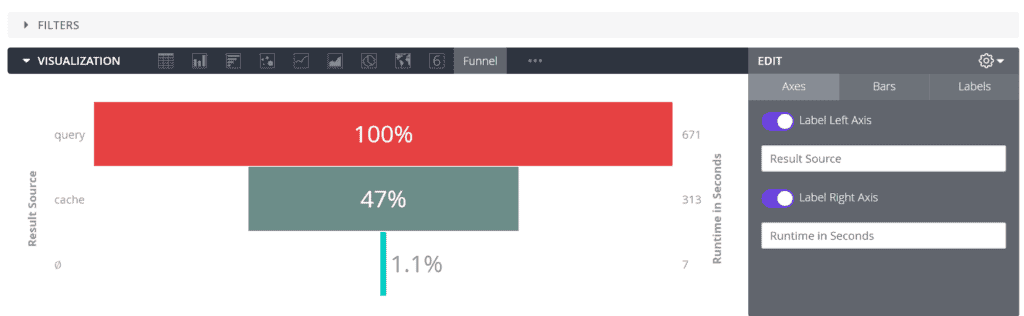 FILTERS
VISUALIZATION
6
Funnel
EDIT
Axes
Bars
Labels
query
100%
671
Label Left Axis
Result Source
cache
47%
313
Label Right Axis
Runtime in Seconds
Result Source
Runtime in Seconds
∅
1.1%
7